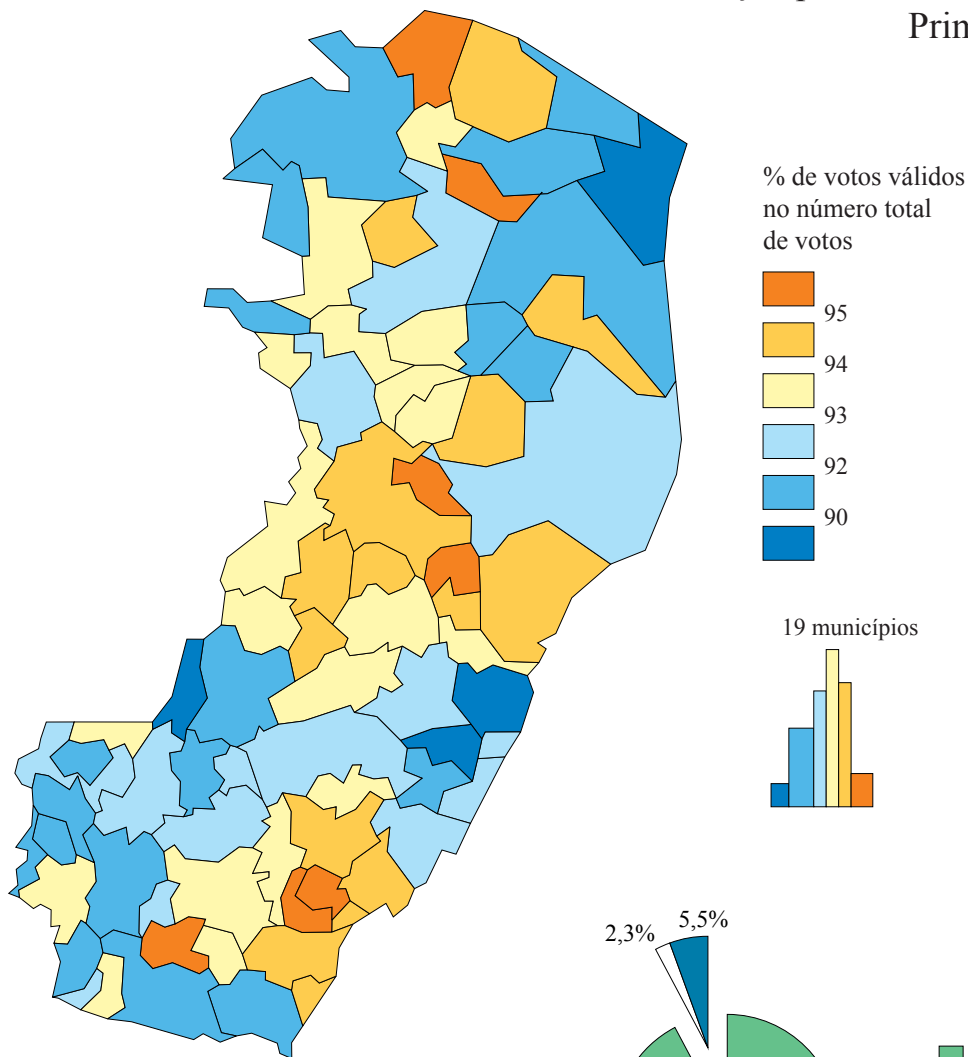 Prim
% de votos válidos
no número total
de votos
95
94
93
92
90
19 municípios
2,3%
5,5%